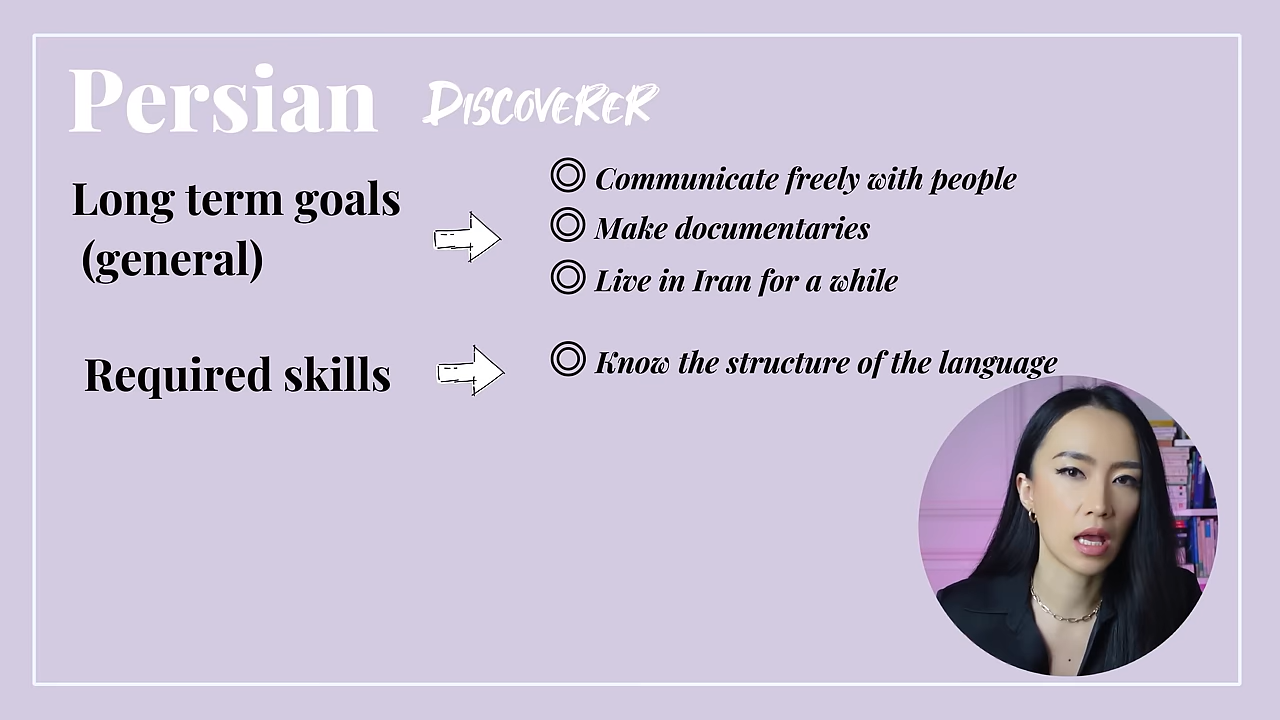 Persian DISCOVERER
Long term goals
(general)
Communicate freely with people
Make documentaries
Live in Iran for a while
Required skills
Know the structure of the language